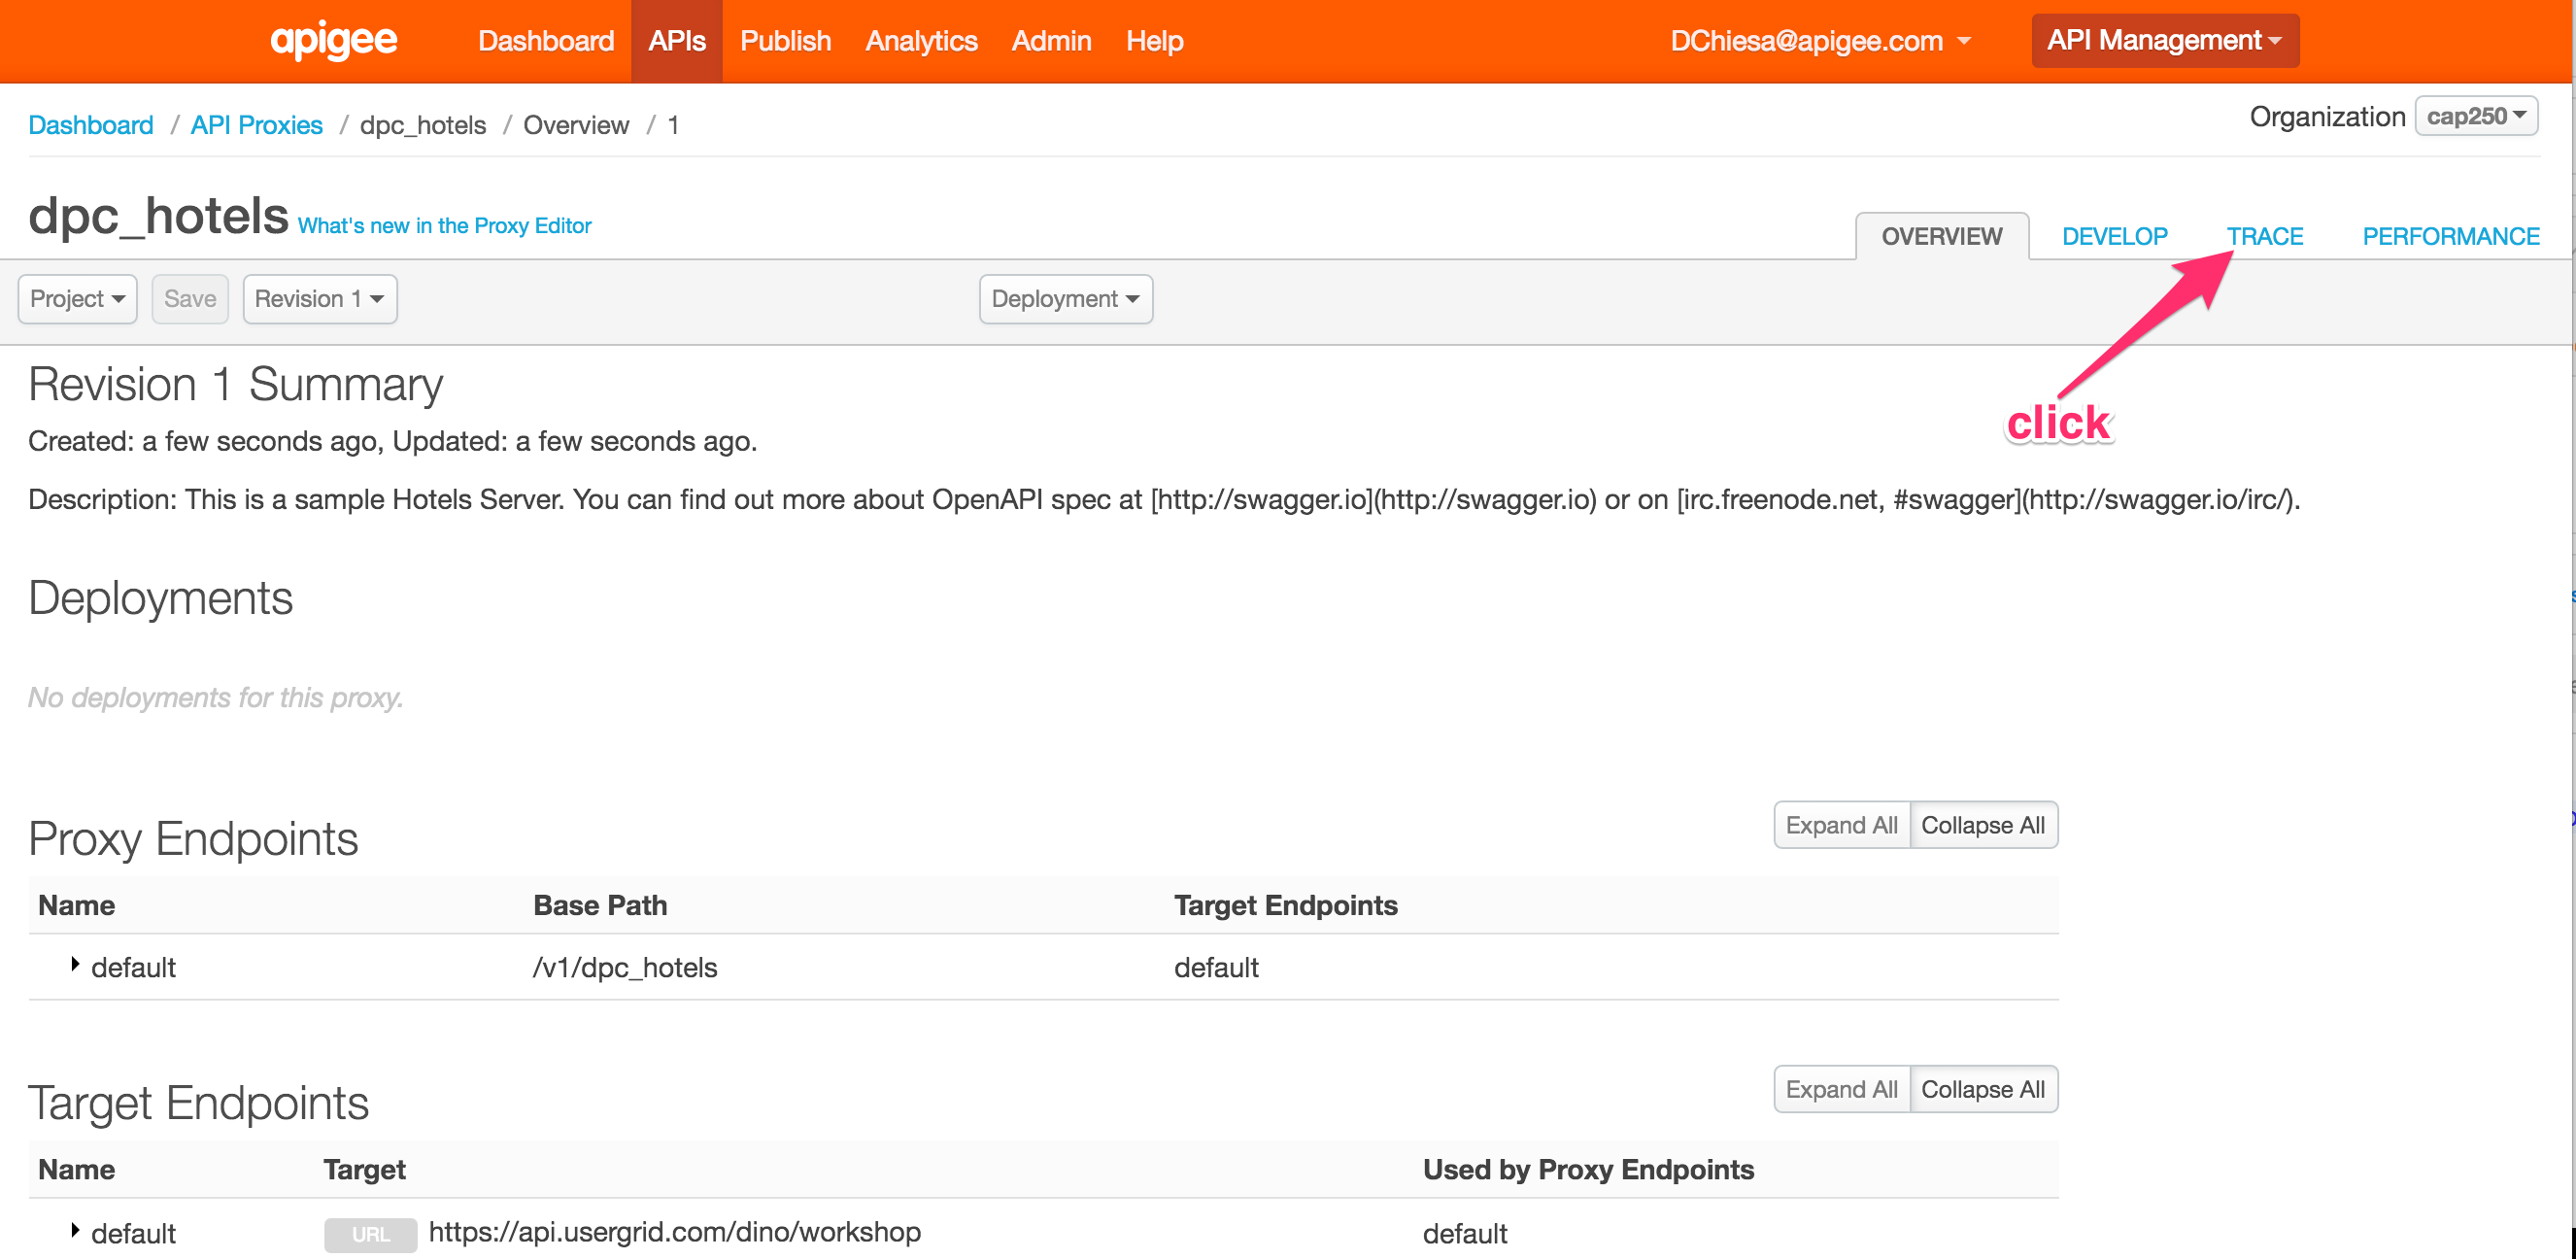 apigee Dashboard APIs Publish Analytics Admin Help DChiesa@apigee.com API Management
Dashboard / API Proxies / dpc_hotels / Overview / 1 Organization cap250
dpc_hotels What's new in the Proxy Editor OVERVIEW DEVELOP TRACE PERFORMANCE
Project Save Revision 1 Deployment
click
Revision 1 Summary
Created: a few seconds ago, Updated: a few seconds ago.
Description: This is a sample Hotels Server. You can find out more about OpenAPI spec at [http://swagger.io](http://swagger.io) or on [irc.freenode.net, #swagger](http://swagger.io/irc/).
Deployments
No deployments for this proxy.
Proxy Endpoints Expand All Collapse All
Name Base Path Target Endpoints
default /v1/dpc_hotels default
Target Endpoints Expand All Collapse All
Name Target Used by Proxy Endpoints
default URL https://api.usergrid.com/dino/workshop default